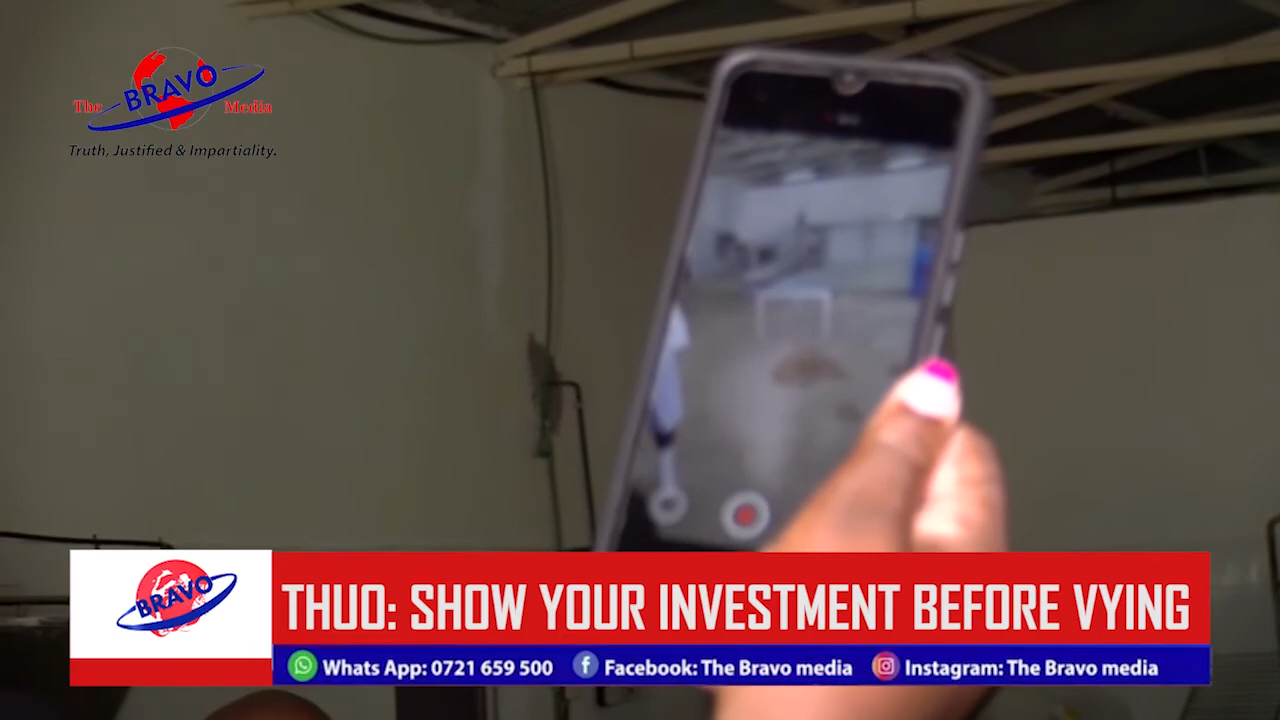 The BRAVO Media
Truth, Justified & Impartiality.
BRAVO
THUO: SHOW YOUR INVESTMENT BEFORE VYING
Whats App: 0721 659 500 Facebook: The Bravo media Instagram: The Bravo media